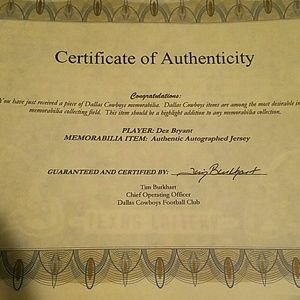 Certificate of Authenticity
Congratulations:
You have just received a piece of Dallas Cowboys memorabilia. Dallas Cowboys items are among the most desirable in
memorabilia collecting field. This item should be a highlight addition to any memorabilia collection.
PLAYER: Dez Bryant
MEMORABILIA ITEM: Authentic Autographed Jersey
GUARANTEED AND CERTIFIED BY: Tim Burkhart
Tim Burkhart
Chief Operating Officer
Dallas Cowboys Football Club